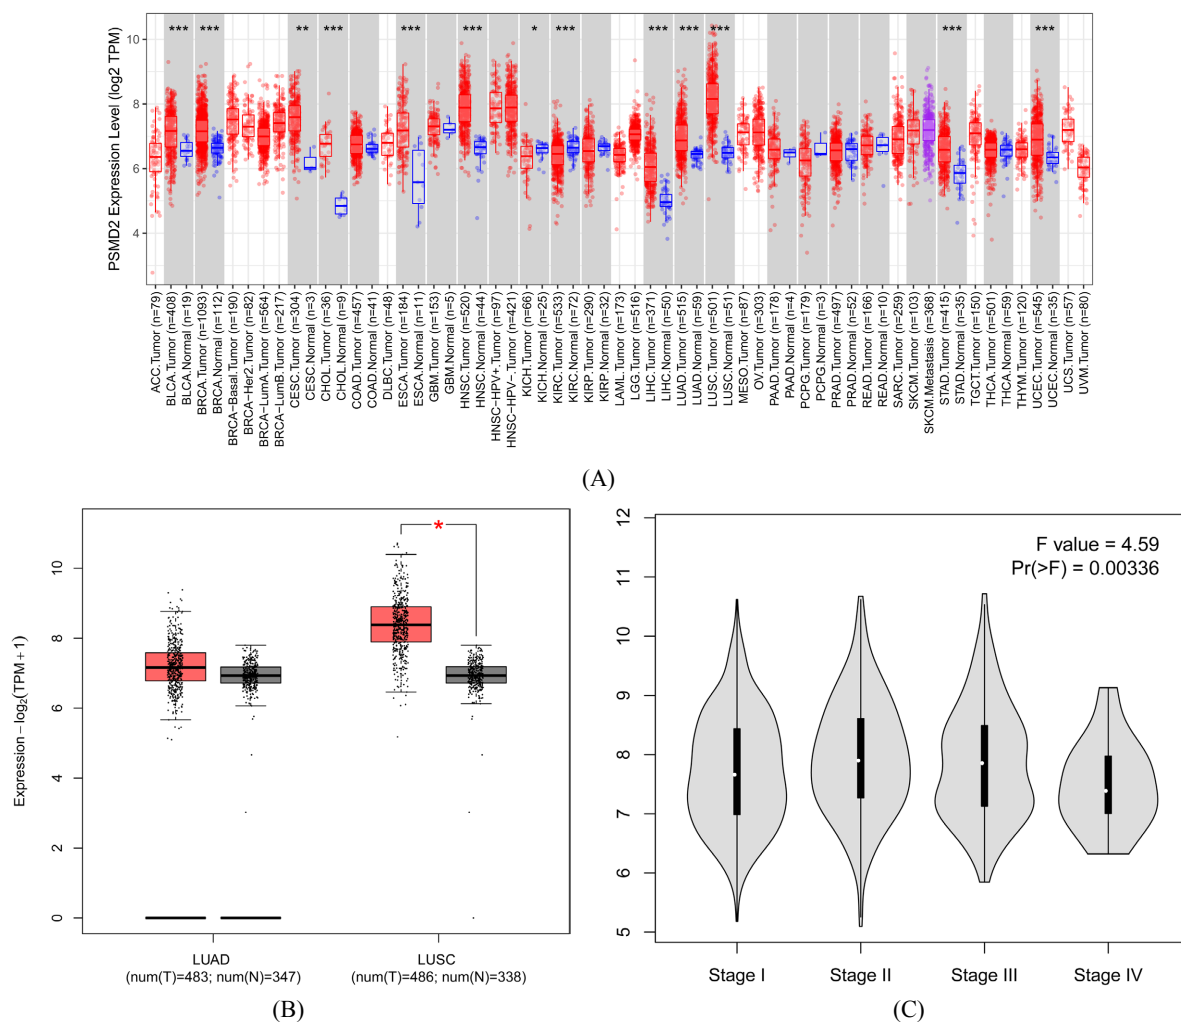 *** *** ** *** *** *** * *** *** *** *** *** ***
PSMD2 Expression Level (log2 TPM)
10
8
6
4
ACC.Tumor (n=79)
BLCA.Tumor (n=408)
BLCA.Normal (n=19)
BRCA.Tumor (n=1093)
BRCA.Normal (n=112)
BRCA-Basal.Tumor (n=190)
BRCA-Her2.Tumor (n=82)
BRCA-LumA.Tumor (n=564)
BRCA-LumB.Tumor (n=217)
CESC.Tumor (n=304)
CESC.Normal (n=3)
CHOL.Tumor (n=36)
CHOL.Normal (n=9)
COAD.Tumor (n=457)
COAD.Normal (n=41)
DLBC.Tumor (n=48)
ESCA.Tumor (n=184)
ESCA.Normal (n=11)
GBM.Tumor (n=153)
GBM.Normal (n=5)
HNSC.Tumor (n=520)
HNSC.Normal (n=44)
HNSC-HPV+.Tumor (n=97)
HNSC-HPV-.Tumor (n=421)
KICH.Tumor (n=66)
KICH.Normal (n=25)
KIRC.Tumor (n=533)
KIRC.Normal (n=72)
KIRP.Tumor (n=290)
KIRP.Normal (n=32)
LAML.Tumor (n=173)
LGG.Tumor (n=516)
LIHC.Tumor (n=371)
LIHC.Normal (n=50)
LUAD.Tumor (n=515)
LUAD.Normal (n=59)
LUSC.Tumor (n=501)
LUSC.Normal (n=51)
MESO.Tumor (n=87)
OV.Tumor (n=303)
PAAD.Tumor (n=178)
PAAD.Normal (n=4)
PCPG.Tumor (n=179)
PCPG.Normal (n=3)
PRAD.Tumor (n=497)
PRAD.Normal (n=52)
READ.Tumor (n=166)
READ.Normal (n=10)
SARC.Tumor (n=259)
SKCM.Tumor (n=103)
SKCM.Metastasis (n=368)
STAD.Tumor (n=415)
STAD.Normal (n=35)
TGCT.Tumor (n=150)
THCA.Tumor (n=501)
THCA.Normal (n=59)
THYM.Tumor (n=120)
UCEC.Tumor (n=545)
UCEC.Normal (n=35)
UCS.Tumor (n=57)
UVM.Tumor (n=80)
(A)
Expression − log2(TPM + 1)
10
8
7
6
0
*
LUAD
(num(T)=483; num(N)=347)
LUSC
(num(T)=486; num(N)=338)
(B)
12
11
10
9
8
7
6
5
F value = 4.59
Pr(>F) = 0.00336
Stage I
Stage II
Stage III
Stage IV
(C)